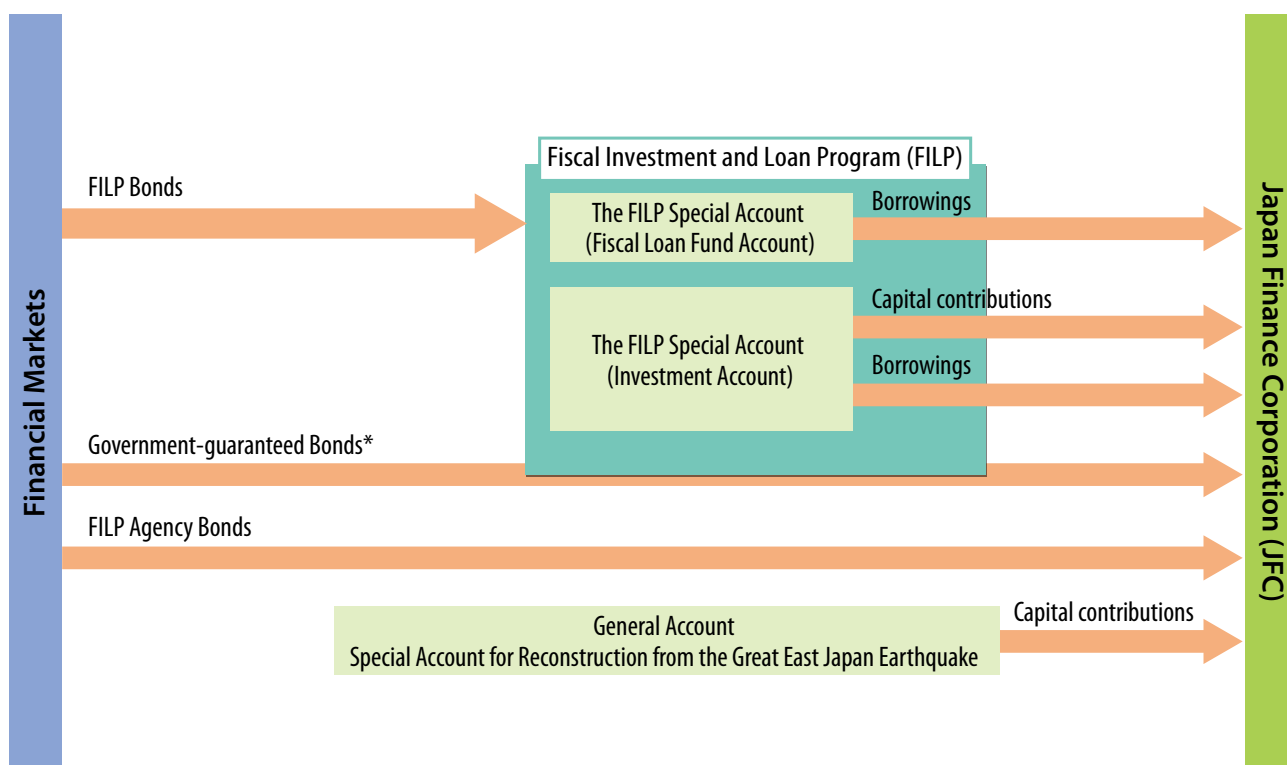 Financial Markets
FILP Bonds
Fiscal Investment and Loan Program (FILP)
The FILP Special Account
(Fiscal Loan Fund Account)
Borrowings
The FILP Special Account
(Investment Account)
Capital contributions
Borrowings
Government-guaranteed Bonds*
FILP Agency Bonds
General Account
Special Account for Reconstruction from the Great East Japan Earthquake
Capital contributions
Japan Finance Corporation (JFC)